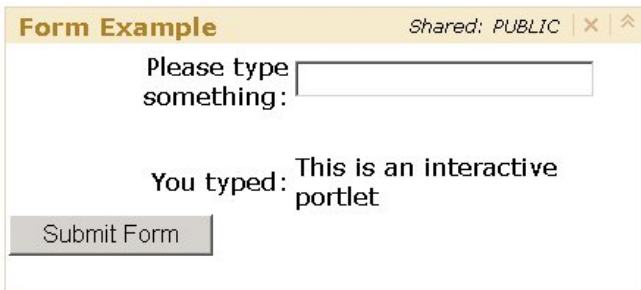 Form Example Shared: PUBLIC
Please type
something:
You typed: This is an interactive
portlet
Submit Form